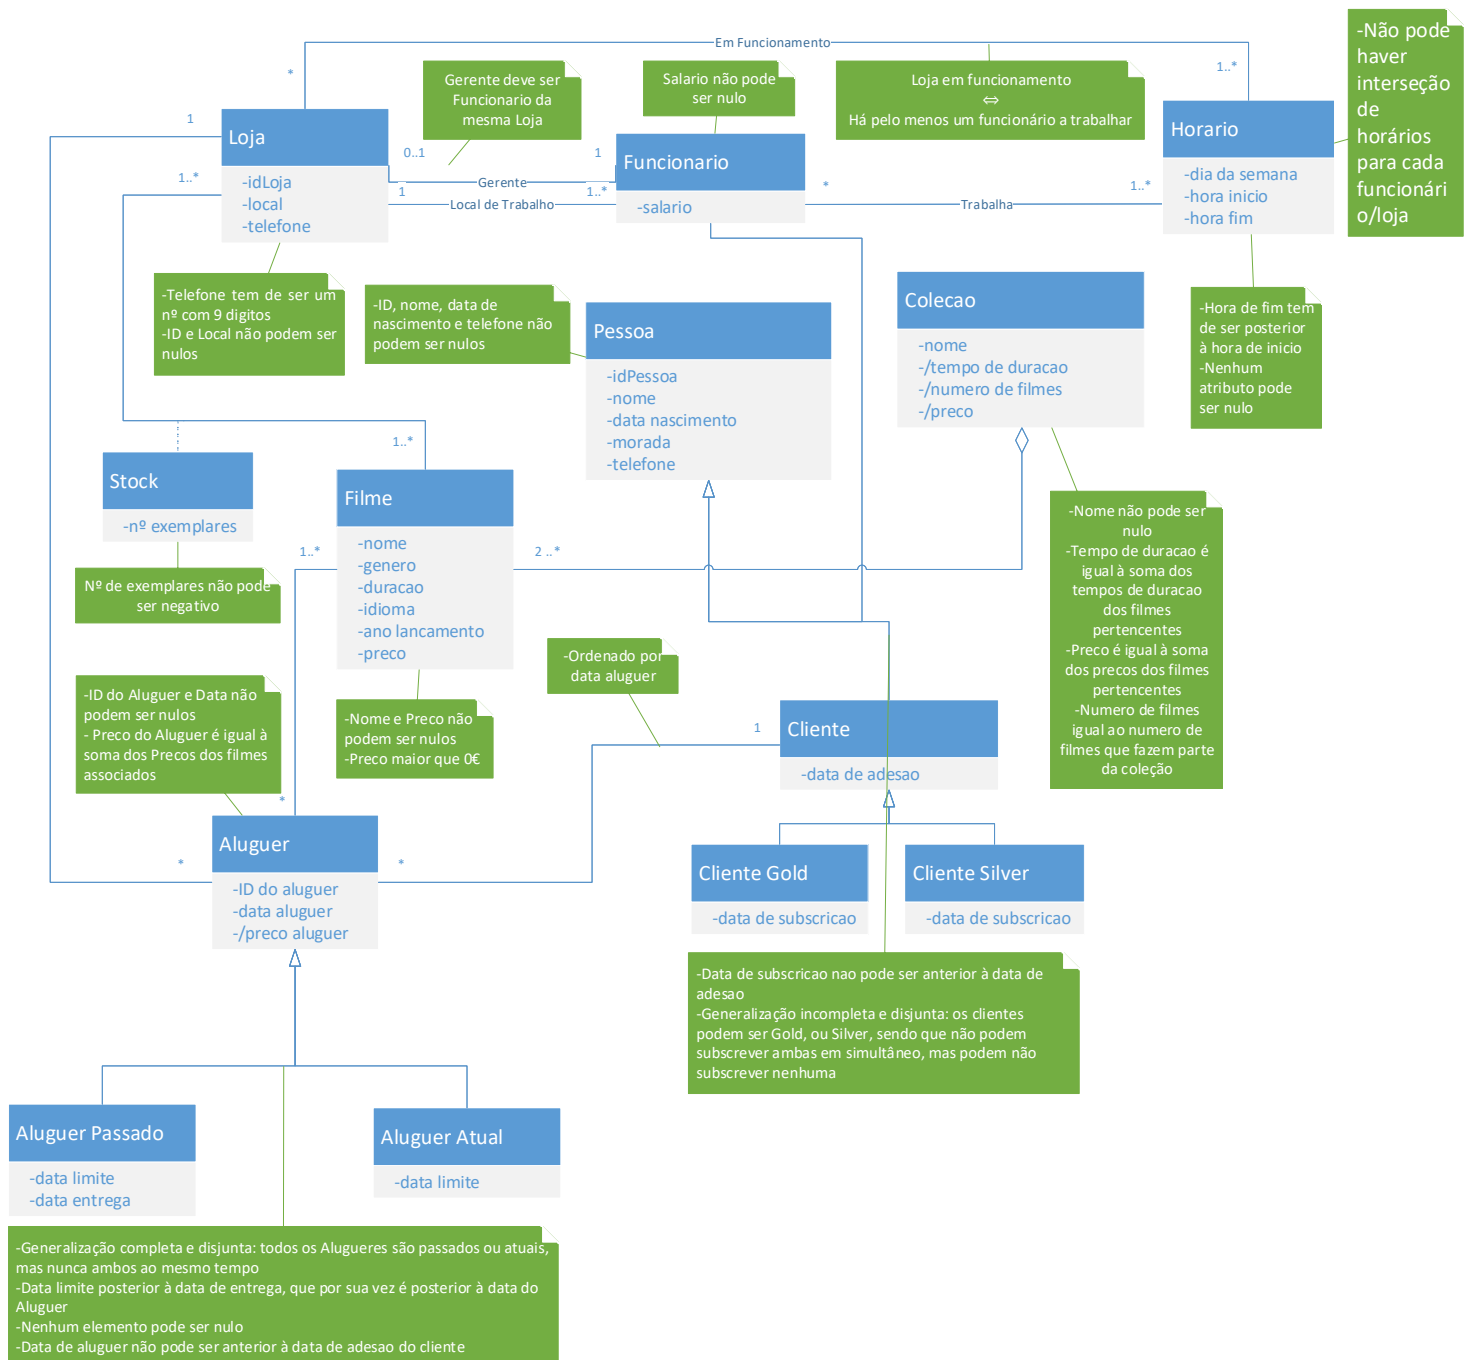 Em Funcionamento
*
1..*
-Não pode
haver
interseção
de
horários
para cada
funcionári
o/loja
Gerente deve ser
Funcionario da
mesma Loja
Salario não pode
ser nulo
Loja em funcionamento
⇔
Há pelo menos um funcionário a trabalhar
1
Loja
-idLoja
-local
-telefone
1..*
0..1
1
Gerente
1
1..*
Local de Trabalho
Funcionario
-salario
*
1..*
Trabalha
Horario
-dia da semana
-hora inicio
-hora fim
-Telefone tem de ser um
nº com 9 digitos
-ID e Local não podem ser
nulos
-ID, nome, data de
nascimento e telefone não
podem ser nulos
Pessoa
-idPessoa
-nome
-data nascimento
-morada
-telefone
Colecao
-nome
-/tempo de duracao
-/numero de filmes
-/preco
-Hora de fim tem
de ser posterior
à hora de inicio
-Nenhum
atributo pode
ser nulo
1..*
Stock
-nº exemplares
Nº de exemplares não pode
ser negativo
Filme
-nome
-genero
-duracao
-idioma
-ano lancamento
-preco
1..*
2 ..*
-Nome não pode ser
nulo
-Tempo de duracao é
igual à soma dos
tempos de duracao
dos filmes
pertencentes
-Preco é igual à soma
dos precos dos filmes
pertencentes
-Numero de filmes
igual ao numero de
filmes que fazem parte
da coleção
-Ordenado por
data aluguer
-ID do Aluguer e Data não
podem ser nulos
- Preco do Aluguer é igual à
soma dos Precos dos filmes
associados
-Nome e Preco não
podem ser nulos
-Preco maior que 0€
1
Cliente
-data de adesao
*
Aluguer
-ID do aluguer
-data aluguer
-/preco aluguer
*
*
Cliente Gold
-data de subscricao
Cliente Silver
-data de subscricao
-Data de subscricao nao pode ser anterior à data de
adesao
-Generalização incompleta e disjunta: os clientes
podem ser Gold, ou Silver, sendo que não podem
subscrever ambas em simultâneo, mas podem não
subscrever nenhuma
Aluguer Passado
-data limite
-data entrega
Aluguer Atual
-data limite
-Generalização completa e disjunta: todos os Alugueres são passados ou atuais,
mas nunca ambos ao mesmo tempo
-Data limite posterior à data de entrega, que por sua vez é posterior à data do
Aluguer
-Nenhum elemento pode ser nulo
-Data de aluguer não pode ser anterior à data de adesao do cliente